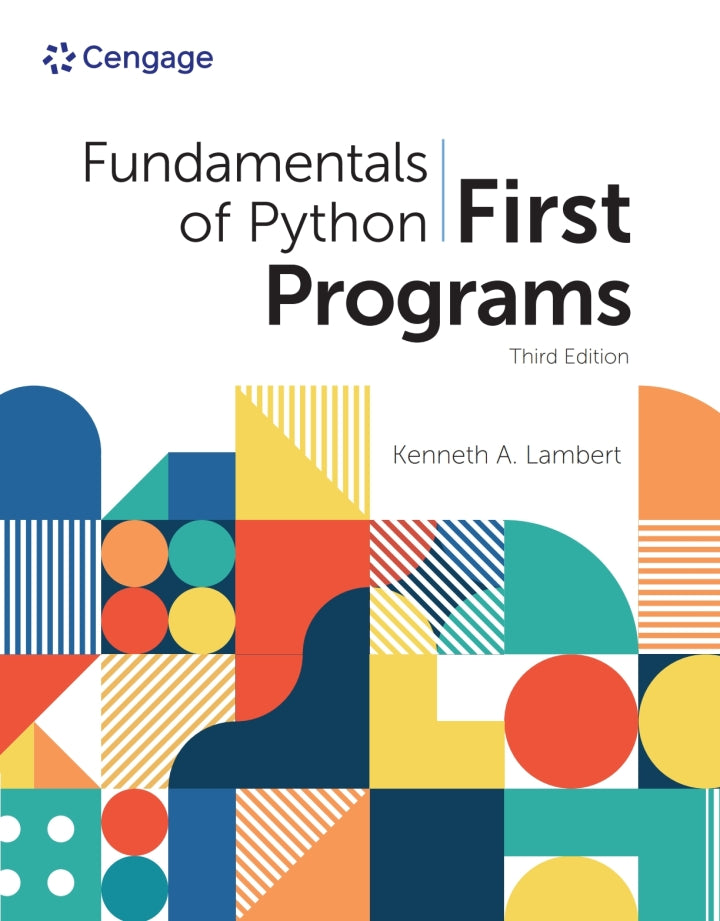 Cengage
Fundamentals
of Python
First
Programs
Third Edition
Kenneth A. Lambert